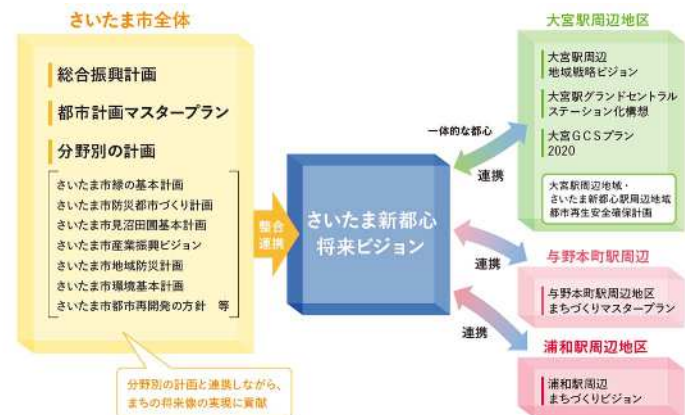 さいたま市全体
総合振興計画
都市計画マスタープラン
分野別の計画
さいたま市緑の基本計画
さいたま市防災都市づくり計画
さいたま市見沼田圃基本計画
さいたま市産業振興ビジョン
さいたま市地域防災計画
さいたま市環境基本計画
さいたま市都市再開発の方針 等
分野別の計画と連携しながら、
まちの将来像の実現に貢献
整合
連携
さいたま新都心
将来ビジョン
一体的な都心
連携
連携
連携
大宮駅周辺地区
大宮駅周辺
地域戦略ビジョン
大宮駅グランドセントラル
ステーション化構想
大宮GCSプラン
2020
大宮駅周辺地域・
さいたま新都心駅周辺地域
都市再生安全確保計画
与野本町駅周辺
与野本町駅周辺地区
まちづくりマスタープラン
浦和駅周辺地区
浦和駅周辺
まちづくりビジョン